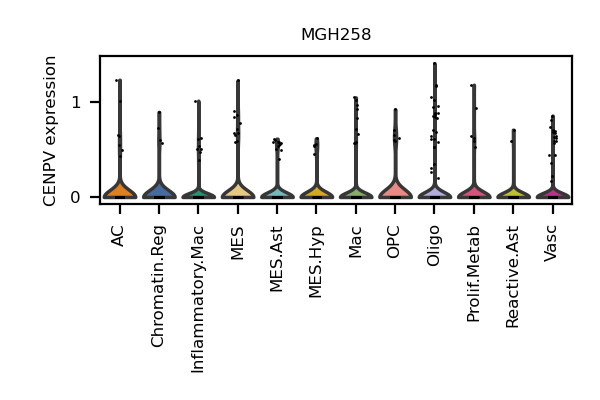 MGH258
CENPV expression
1
0
AC
Chromatin.Reg
Inflammatory.Mac
MES
MES.Ast
MES.Hyp
Mac
OPC
Oligo
Prolif.Metab
Reactive.Ast
Vasc